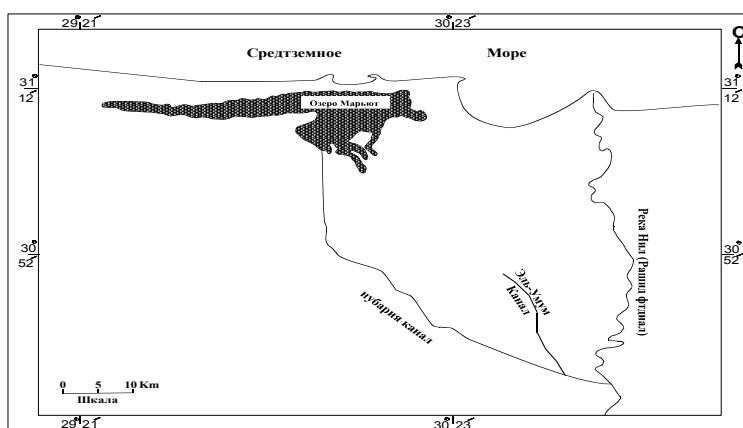 29° 21´ 30° 23´
Средтземное Море
С
31° 12´ 31° 12´
Озеро Марьют
30° 52´ 30° 52´
Река Нил (Рашид фтдиал)
Эль-Умум
Канал
нубария канал
0 5 10 Km
Шкала
29° 21´ 30° 23´